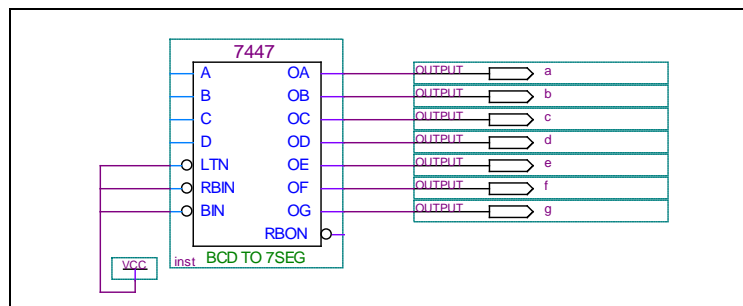 7447
A OA OUTPUT a
B OB OUTPUT b
C OC OUTPUT c
D OD OUTPUT d
LTN OE OUTPUT e
RBIN OF OUTPUT f
BIN OG OUTPUT g
RBON
VCC
inst BCD TO 7SEG